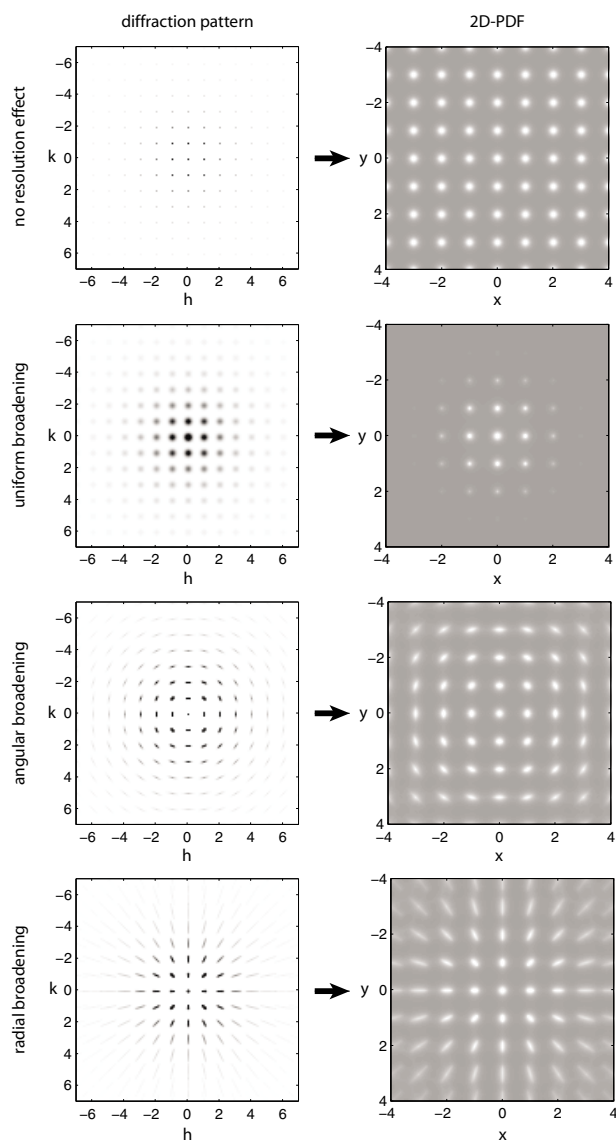 diffraction pattern
2D-PDF
no resolution effect
−6
−4
−2
k 0
2
4
6
−6 −4 −2 0 2 4 6
h
−4
−2
y 0
2
4
−4 −2 0 2 4
x
uniform broadening
−6
−4
−2
k 0
2
4
6
−6 −4 −2 0 2 4 6
h
−4
−2
y 0
2
4
−4 −2 0 2 4
x
angular broadening
−6
−4
−2
k 0
2
4
6
−6 −4 −2 0 2 4 6
h
−4
−2
y 0
2
4
−4 −2 0 2 4
x
radial broadening
−6
−4
−2
k 0
2
4
6
−6 −4 −2 0 2 4 6
h
−4
−2
y 0
2
4
−4 −2 0 2 4
x